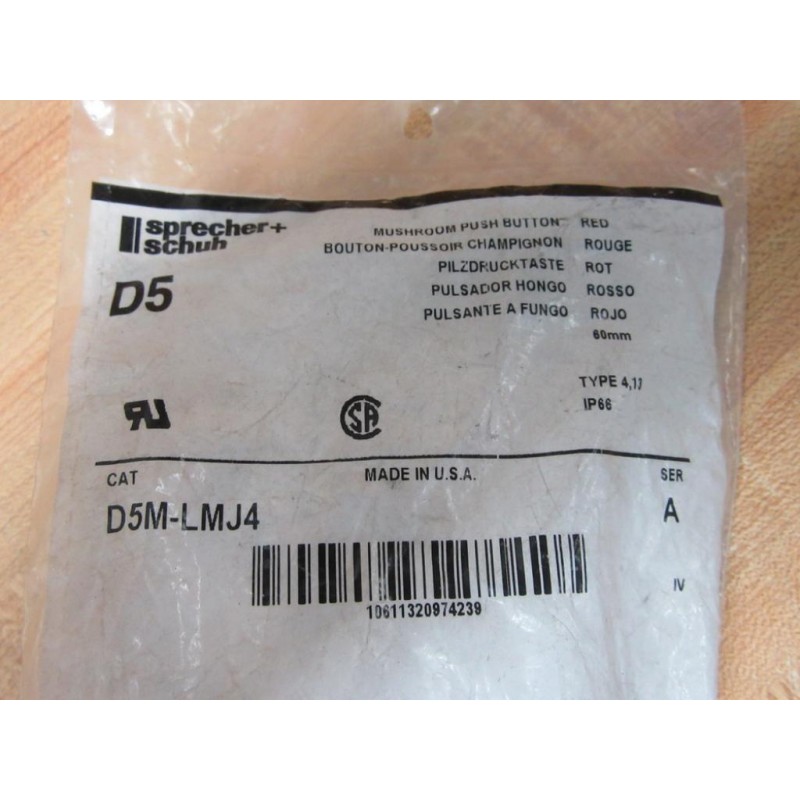 sprecher+
schuh
D5
MUSHROOM PUSH BUTTON RED
BOUTON-POUSSOIR CHAMPIGNON ROUGE
PILZDRUCKTASTE ROT
PULSADOR HONGO ROSSO
PULSANTE A FUNGO ROJO
60mm
TYPE 4,
IP66
CAT MADE IN U.S.A. SER
D5M-LMJ4 A
IV
10611320974239